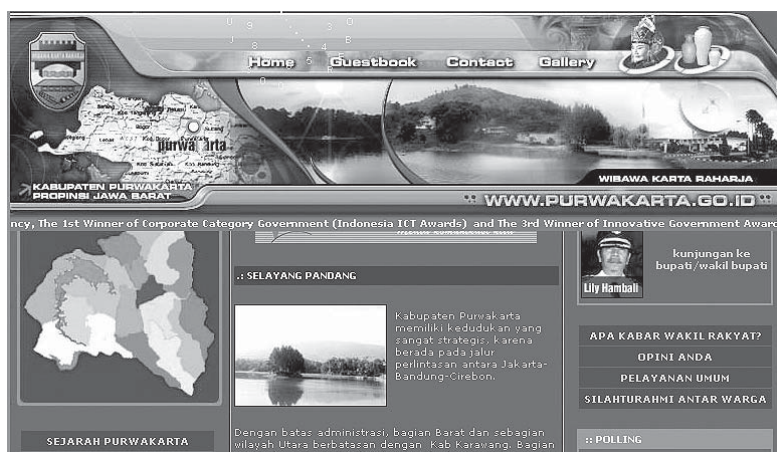 Home Guestbook Contact Gallery
purwakarta
KABUPATEN PURWAKARTA
PROPINSI JAWA BARAT
WIBAWA KARTA RAHARJA
WWW.PURWAKARTA.GO.ID
ncy, The 1st Winner of Corporate Category Government (Indonesia ICT Awards) and The 3rd Winner of Innovative Government Award
.: SELAYANG PANDANG
Kabupaten Purwakarta
memiliki kedudukan yang
sangat strategis, karena
berada pada jalur
perlintasan antara Jakarta-
Bandung-Cirebon.
Dengan batas administrasi, bagian Barat dan sebagian
wilayah Utara berbatasan dengan Kab Karawang. Bagian
SEJARAH PURWAKARTA
Lily Hambali
kunjungan ke
bupati/wakil bupati
APA KABAR WAKIL RAKYAT?
OPINI ANDA
PELAYANAN UMUM
SILAHTURAHMI ANTAR WARGA
:: POLLING